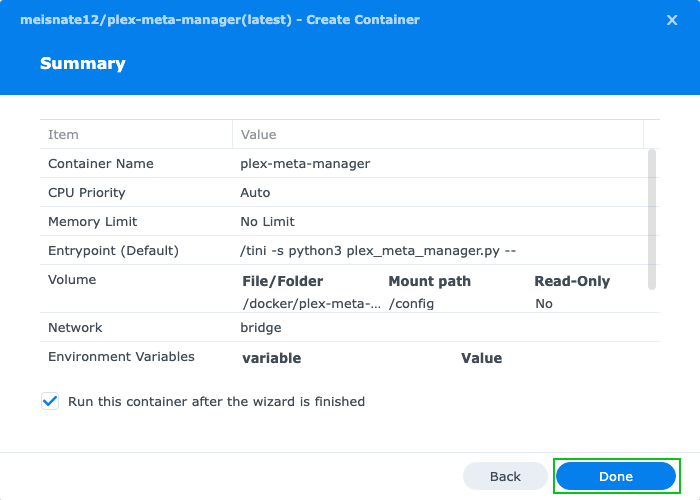 meisnate12/plex-meta-manager(latest) - Create Container
Summary
Item Value
Container Name plex-meta-manager
CPU Priority Auto
Memory Limit No Limit
Entrypoint (Default) /tini -s python3 plex_meta_manager.py --
Volume File/Folder Mount path Read-Only
/docker/plex-meta-... /config No
Network bridge
Environment Variables variable Value
Run this container after the wizard is finished
Back Done